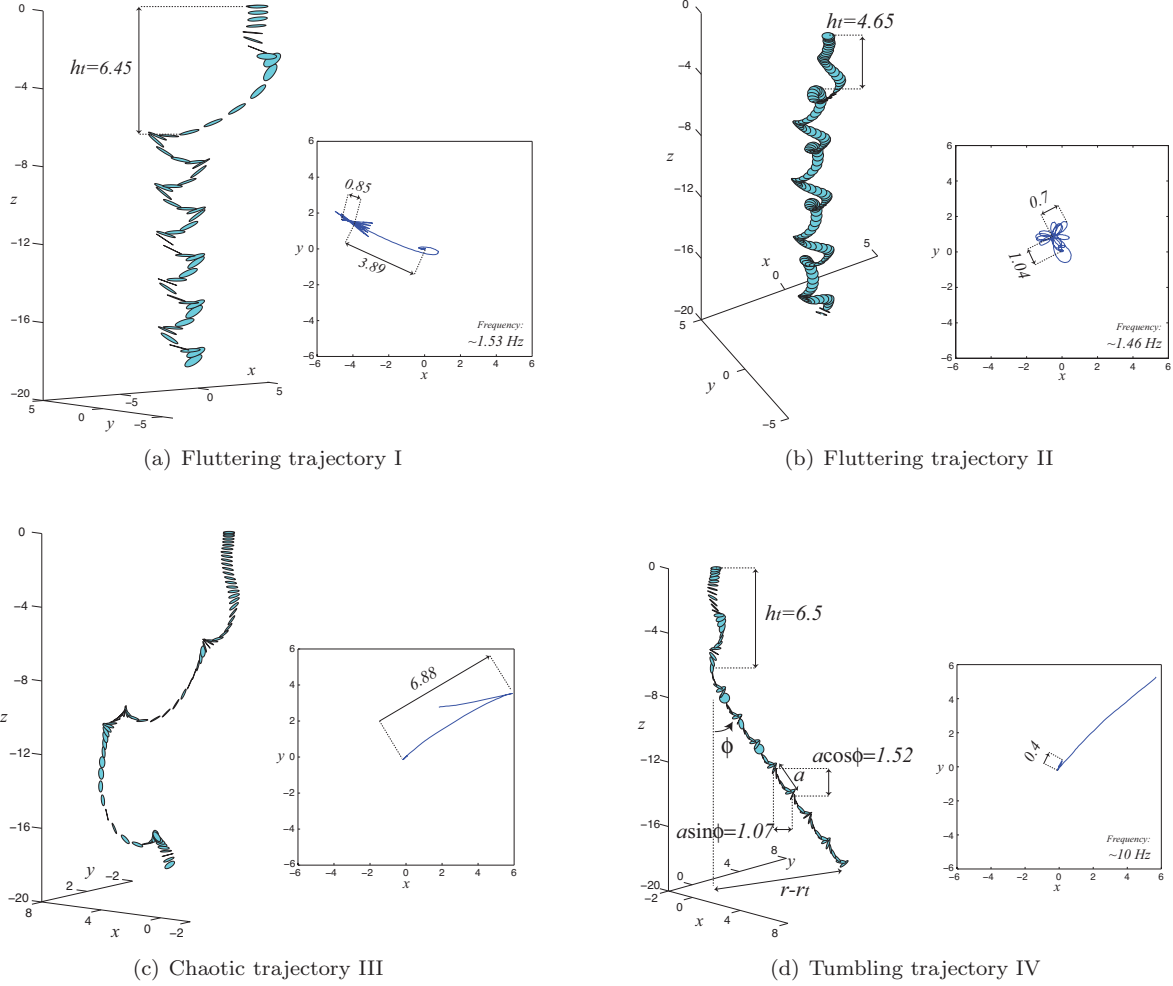 0
−4
−8
z
−12
−16
−20
5
0
−5
y
−5
0
5
x
ht=6.45
6
4
2
y 0
−2
−4
−6
−6 −4 −2 0 2 4 6
x
0.85
3.89
Frequency:
~1.53 Hz
(a) Fluttering trajectory I
0
−4
−8
z
−12
−16
−20
5
0
−5
y
x
0
5
ht=4.65
6
4
2
y 0
−2
−4
−6
−6 −4 −2 0 2 4 6
x
0.7
1.04
Frequency:
~1.46 Hz
(b) Fluttering trajectory II
0
−4
−8
z
−12
−16
−20
y
2
−2
8
4
0
−2
x
6
4
2
y 0
−2
−4
−6
−6 −4 −2 0 2 4 6
x
6.88
(c) Chaotic trajectory III
0
−4
−8
z
−12
−16
−20
−2
0
4
8
x
0
4
8
y
ht=6.5
ϕ
a
acosϕ=1.52
asinϕ=1.07
r-rt
6
4
2
y 0
−2
−4
−6
−6 −4 −2 0 2 4 6
x
0.4
Frequency:
~10 Hz
(d) Tumbling trajectory IV